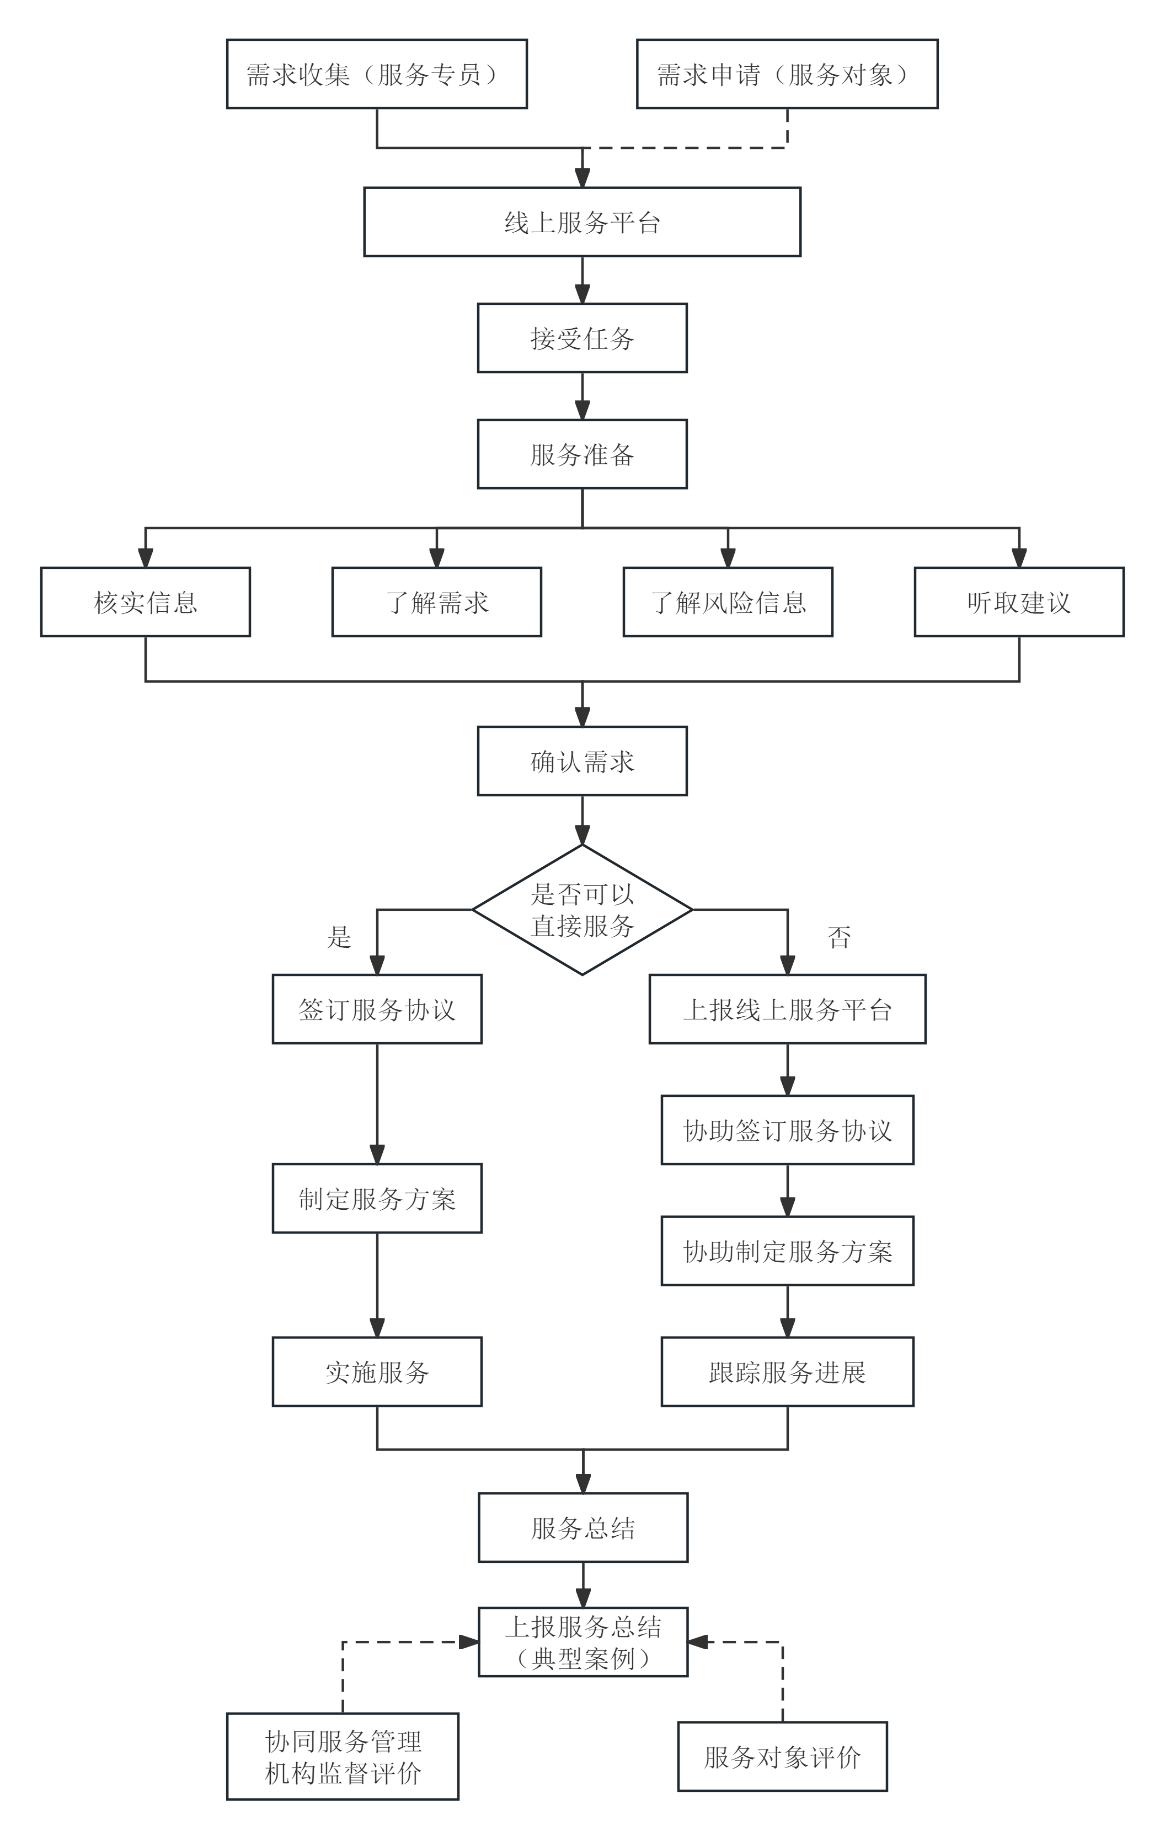 需求收集（服务专员）
需求申请（服务对象）
线上服务平台
接受任务
服务准备
核实信息
了解需求
了解风险信息
听取建议
确认需求
是否可以
直接服务
是
否
签订服务协议
上报线上服务平台
协助签订服务协议
制定服务方案
协助制定服务方案
实施服务
跟踪服务进展
服务总结
上报服务总结
（典型案例）
协同服务管理
机构监督评价
服务对象评价